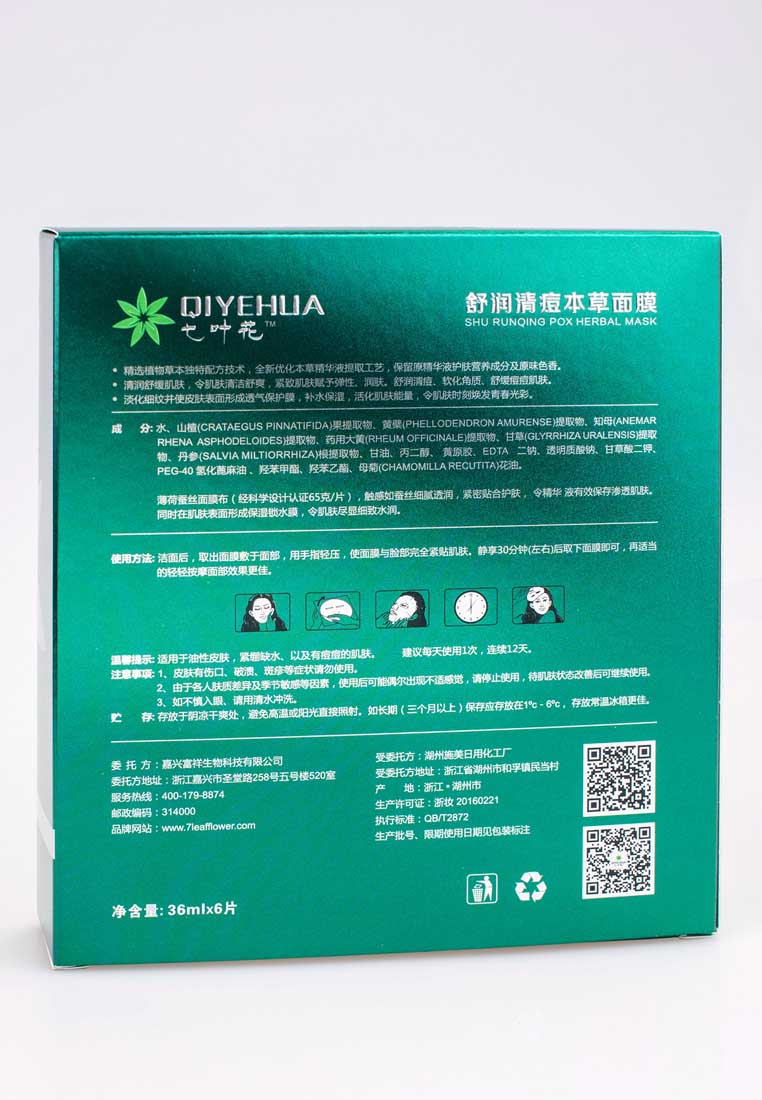 QIYEHUA
七叶花™
舒润清痘本草面膜
SHU RUNQING POX HERBAL MASK
• 精选植物草本独特配方技术，全新优化本草精华液提取工艺，保留原精华液护肤营养成分及原味色香。
• 清润舒缓肌肤，令肌肤清洁舒爽，紧致肌肤赋予弹性、润肤。舒润清痘、软化角质、舒缓痘痘肌肤。
• 淡化细纹并使皮肤表面形成透气保护膜，补水保湿，活化肌肤能量，令肌肤时刻焕发青春光彩。
成 分: 水、山楂(CRATAEGUS PINNATIFIDA)果提取物、黄檗(PHELLODENDRON AMURENSE)提取物、知母(ANEMAR
RHENA ASPHODELOIDES)提取物、药用大黄(RHEUM OFFICINALE)提取物、甘草(GLYRRHIZA URALENSIS)提取
物、丹参(SALVIA MILTIORRHIZA)根提取物、甘油、丙二醇、黄原胶、EDTA 二钠、透明质酸钠、甘草酸二钾、
PEG-40 氢化蓖麻油 、羟苯甲酯、羟苯乙酯、母菊(CHAMOMILLA RECUTITA)花油。
薄荷蚕丝面膜布（经科学设计认证65克/片），触感如蚕丝细腻透润，紧密贴合护肤， 令精华 液有效保存渗透肌肤。
同时在肌肤表面形成保湿锁水膜，令肌肤尽显细致水润。
使用方法: 洁面后，取出面膜敷于面部，用手指轻压，使面膜与脸部完全紧贴肌肤。静享30分钟(左右)后取下面膜即可，再适当
的轻轻按摩面部效果更佳。
温馨提示: 适用于油性皮肤，紧绷缺水、以及有痘痘的肌肤。 建议每天使用1次，连续12天。
注意事项: 1、皮肤有伤口、破溃、斑疹等症状请勿使用。
2、由于各人肤质差异及季节敏感等因素，使用后可能偶尔出现不适感觉，请停止使用，待肌肤状态改善后可继续使用。
3、如不慎入眼、请用清水冲洗。
贮 存: 存放于阴凉干爽处，避免高温或阳光直接照射。如长期（三个月以上）保存应存放在1℃ - 6℃，存放常温冰箱更佳。
委 托 方：嘉兴富祥生物科技有限公司
委托方地址：浙江嘉兴市圣堂路258号五号楼520室
服务热线：400-179-8874
邮政编码：314000
品牌网站：www.7leafflower.com
受委托方：湖州施美日用化工厂
受委托方地址：浙江省湖州市和孚镇民当村
产 地：浙江·湖州市
生产许可证：浙妆 20160221
执行标准：QB/T2872
生产批号、限期使用日期见包装标注
净含量: 36mlx6片